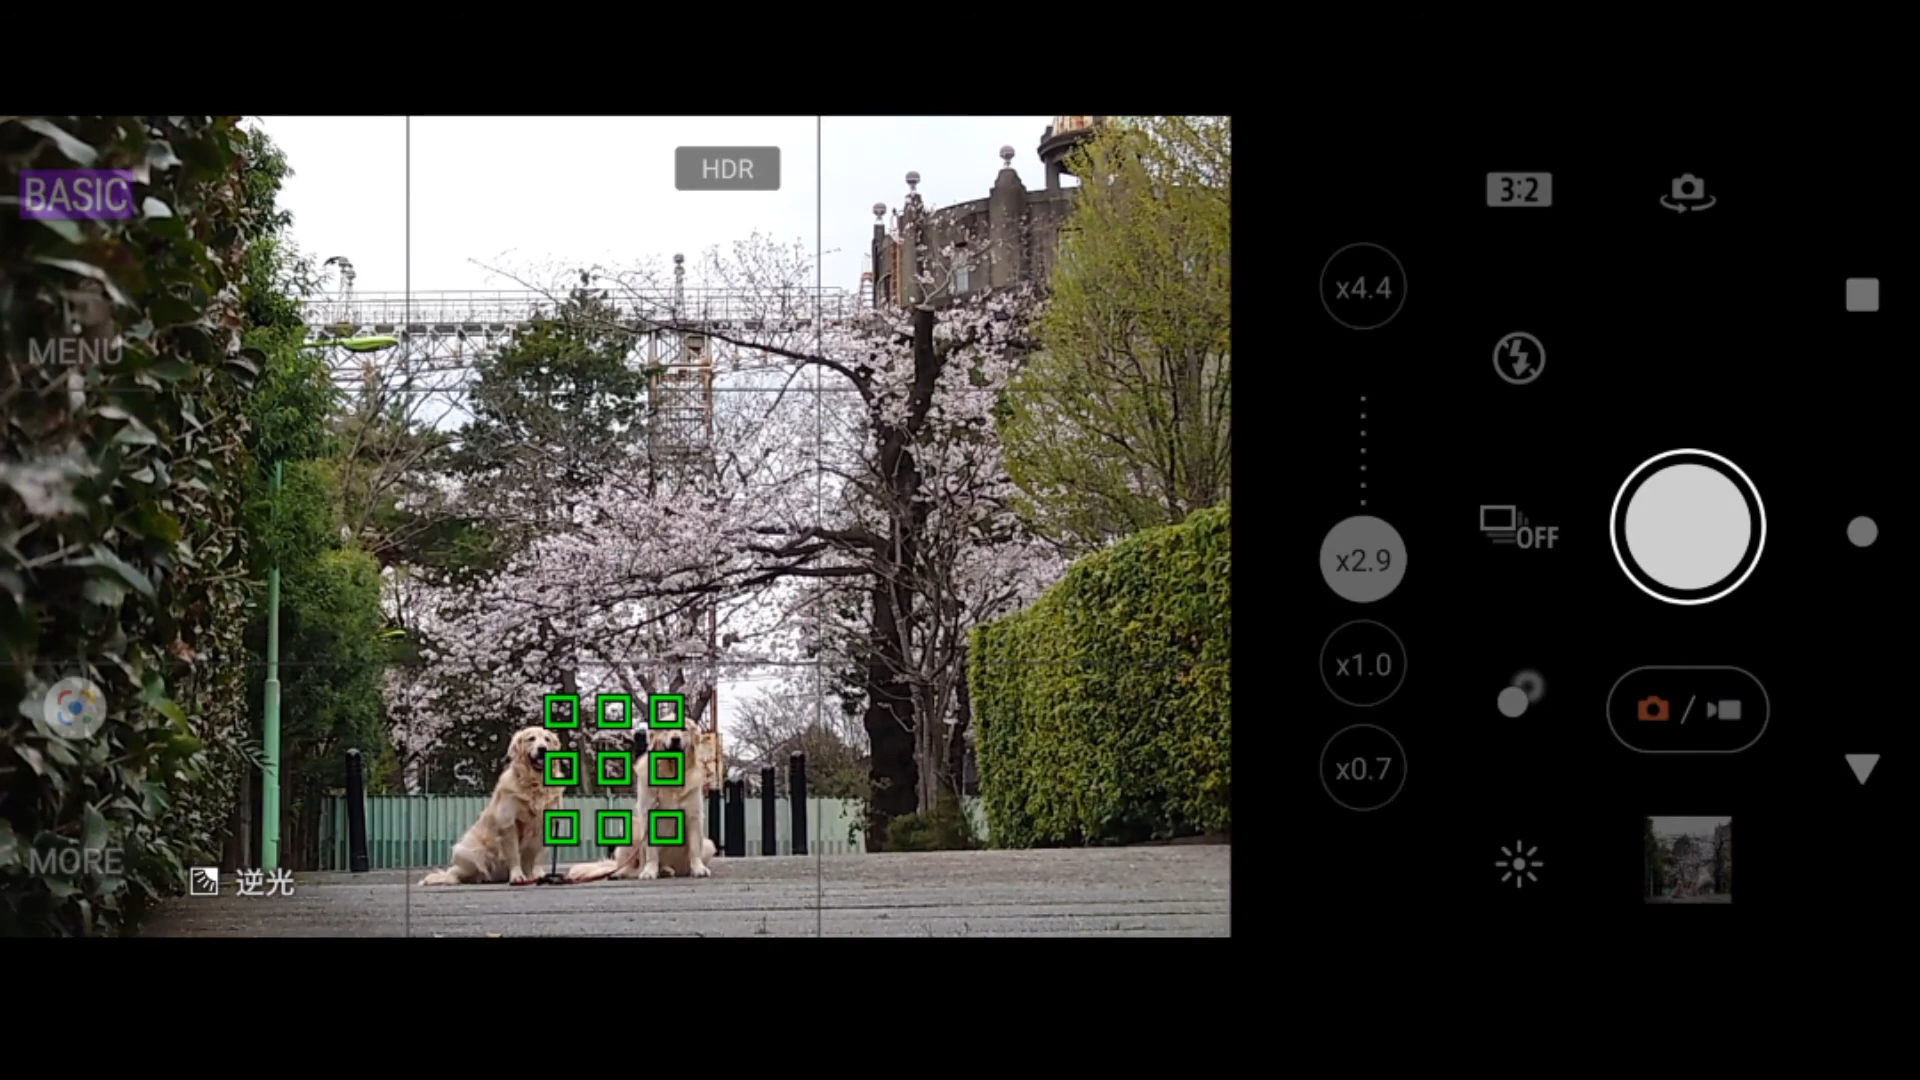 HDR
BASIC
3:2
x4.4
MENU
OFF
x2.9
x1.0
x0.7
MORE
逆光